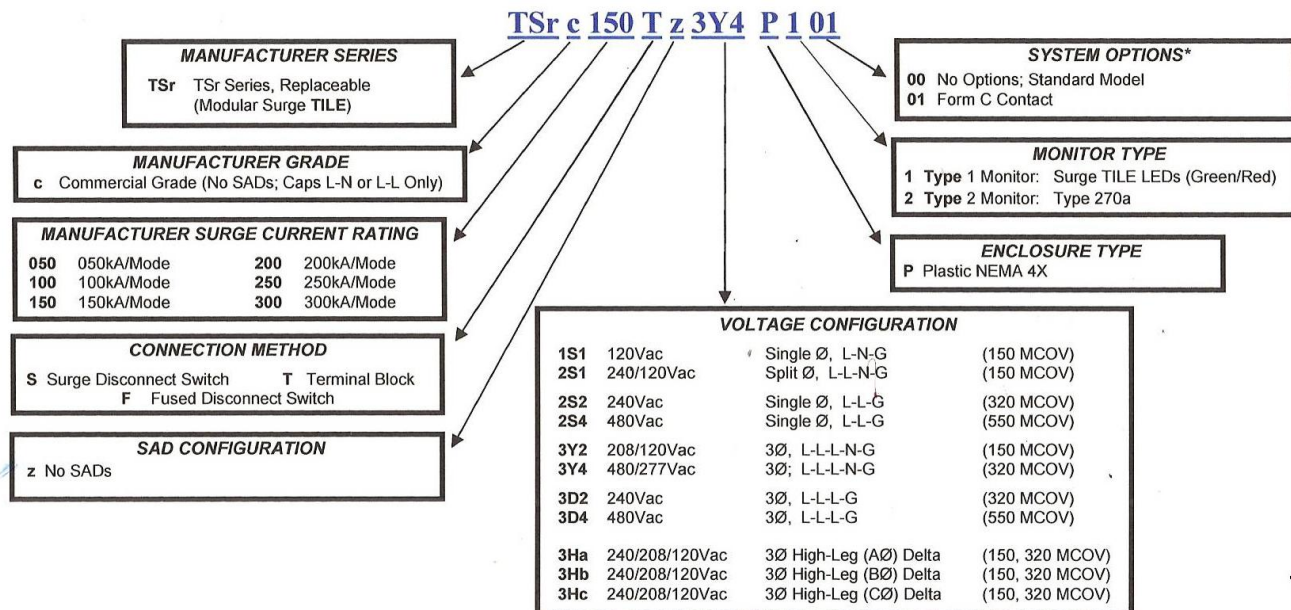 TSr c 150 T z 3Y4 P 1 01
MANUFACTURER SERIES
TSr TSr Series, Replaceable
(Modular Surge TILE)
MANUFACTURER GRADE
c Commercial Grade (No SADs; Caps L-N or L-L Only)
MANUFACTURER SURGE CURRENT RATING
050 050kA/Mode 200 200kA/Mode
100 100kA/Mode 250 250kA/Mode
150 150kA/Mode 300 300kA/Mode
CONNECTION METHOD
S Surge Disconnect Switch T Terminal Block
F Fused Disconnect Switch
SAD CONFIGURATION
z No SADs
SYSTEM OPTIONS*
00 No Options; Standard Model
01 Form C Contact
MONITOR TYPE
1 Type 1 Monitor: Surge TILE LEDs (Green/Red)
2 Type 2 Monitor: Type 270a
ENCLOSURE TYPE
P Plastic NEMA 4X
VOLTAGE CONFIGURATION
1S1 120Vac Single Ø, L-N-G (150 MCOV)
2S1 240/120Vac Split Ø, L-L-N-G (150 MCOV)
2S2 240Vac Single Ø, L-L-G (320 MCOV)
2S4 480Vac Single Ø, L-L-G (550 MCOV)
3Y2 208/120Vac 3Ø, L-L-L-N-G (150 MCOV)
3Y4 480/277Vac 3Ø; L-L-L-N-G (320 MCOV)
3D2 240Vac 3Ø, L-L-L-G (320 MCOV)
3D4 480Vac 3Ø, L-L-L-G (550 MCOV)
3Ha 240/208/120Vac 3Ø High-Leg (AØ) Delta (150, 320 MCOV)
3Hb 240/208/120Vac 3Ø High-Leg (BØ) Delta (150, 320 MCOV)
3Hc 240/208/120Vac 3Ø High-Leg (CØ) Delta (150, 320 MCOV)